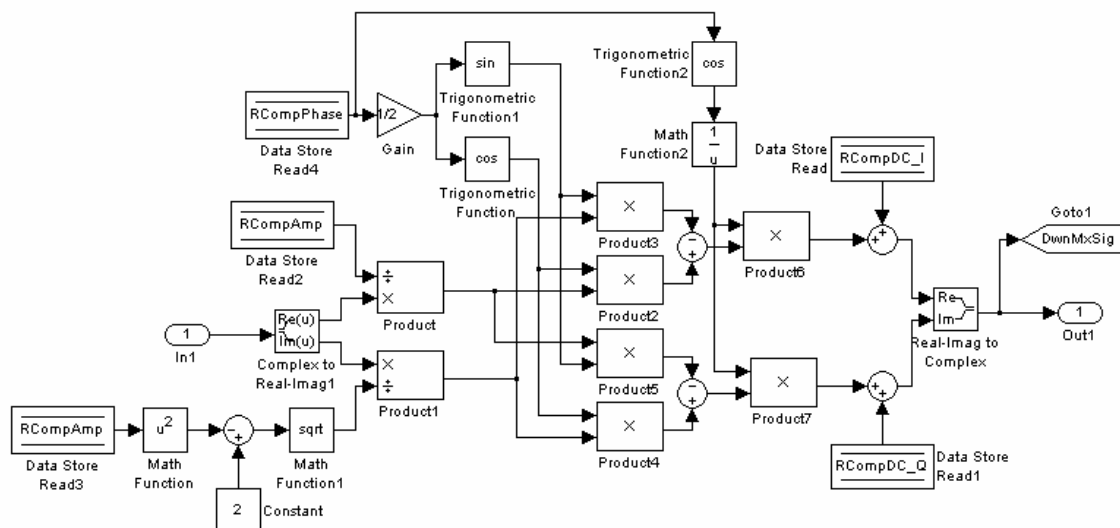 sin
Trigonometric
Function1
RCompPhase
Data Store
Read4
1/2
Gain
cos
Trigonometric
Function
Trigonometric
Function2
cos
Math
Function2
1
u
Data Store
Read
RCompDC_I
RCompAmp
Data Store
Read2
÷
×
Product
×
Product3
×
Product2
-
+
×
Product6
+
+
Goto1
DwnMxSig
1
In1
Re(u)
Im(u)
Complex to
Real-Imag1
×
÷
Product1
×
Product5
×
Product4
-
+
×
Product7
+
+
Re
Im
Real-Imag to
Complex
1
Out1
RCompAmp
Data Store
Read3
u2
Math
Function
-
+
sqrt
Math
Function1
2
Constant
RCompDC_Q
Data Store
Read1